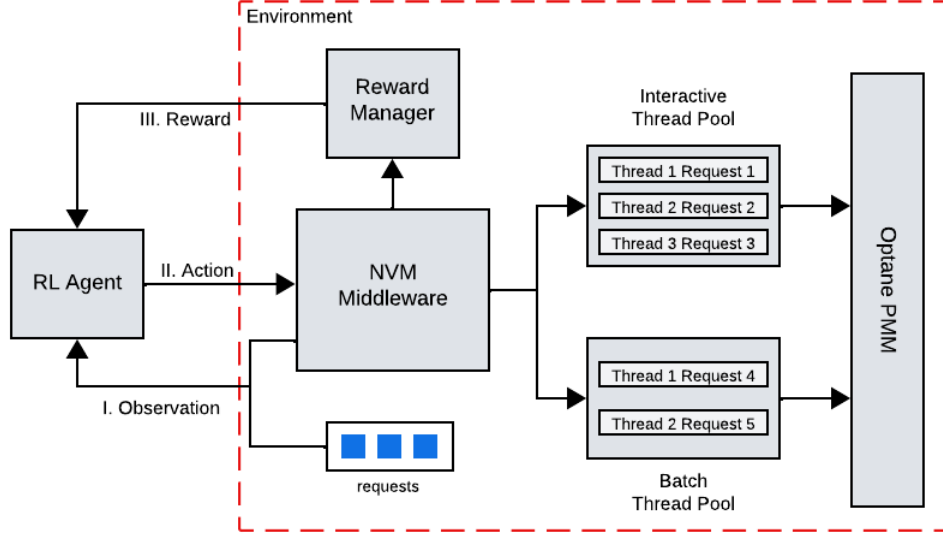 Environment
Reward
Manager
III. Reward
Interactive
Thread Pool
Thread 1 Request 1
Thread 2 Request 2
Thread 3 Request 3
RL Agent
II. Action
NVM
Middleware
Optane PMM
I. Observation
requests
Thread 1 Request 4
Thread 2 Request 5
Batch
Thread Pool